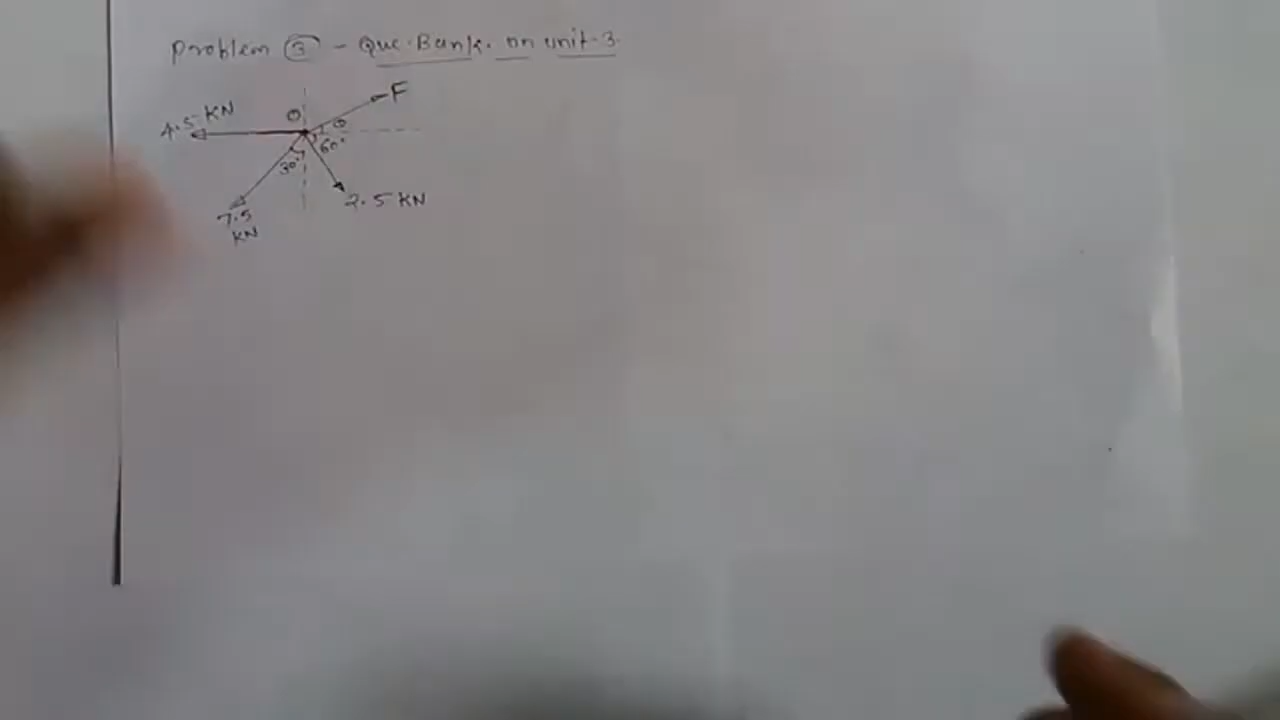 Problem ③ - Que. Bank. on unit-3.
F
4.5 KN
O
θ
60°
30°
2.5 KN
7.5
KN